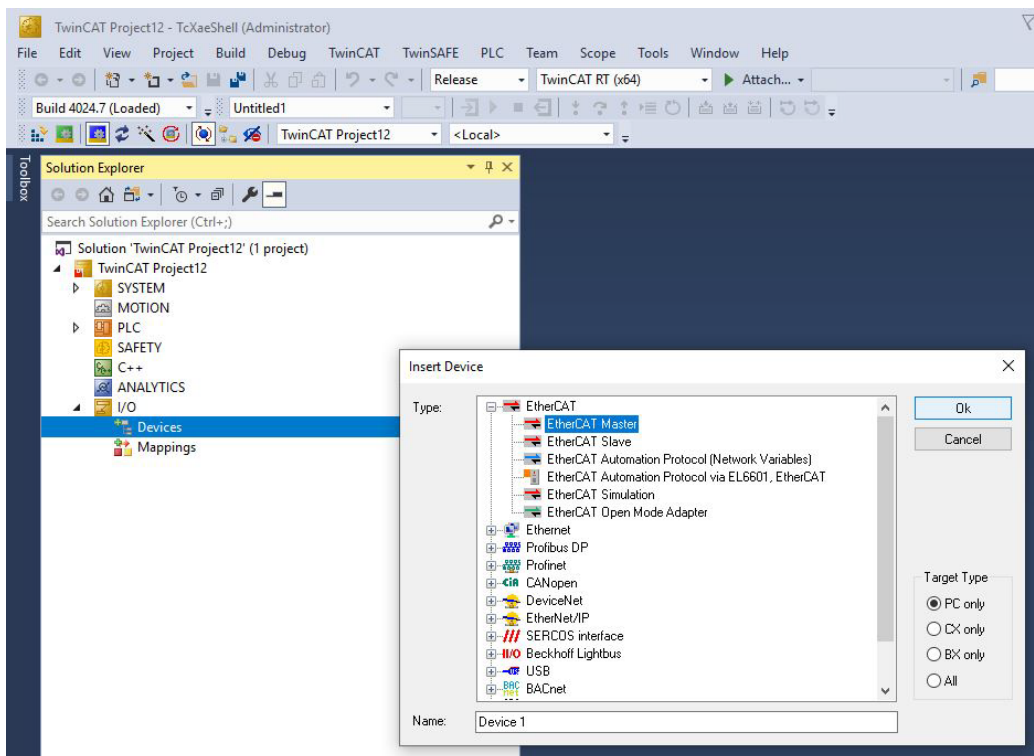 TwinCAT Project12 - TcXaeShell (Administrator)
File Edit View Project Build Debug TwinCAT TwinSAFE PLC Team Scope Tools Window Help
Release TwinCAT RT (x64) Attach...
Build 4024.7 (Loaded) Untitled1
TwinCAT Project12 <Local>
Toolbox
Solution Explorer
Search Solution Explorer (Ctrl+;)
Solution 'TwinCAT Project12' (1 project)
TwinCAT Project12
SYSTEM
MOTION
PLC
SAFETY
C++
ANALYTICS
I/O
Devices
Mappings
Insert Device
Type:
EtherCAT
EtherCAT Master
EtherCAT Slave
EtherCAT Automation Protocol (Network Variables)
EtherCAT Automation Protocol via EL6601, EtherCAT
EtherCAT Simulation
EtherCAT Open Mode Adapter
Ethernet
Profibus DP
Profinet
CiA CANopen
DeviceNet
EtherNet/IP
SERCOS interface
II/O Beckhoff Lightbus
USB
BACnet BACnet
Ok
Cancel
Target Type
PC only
CX only
BX only
All
Name: Device 1